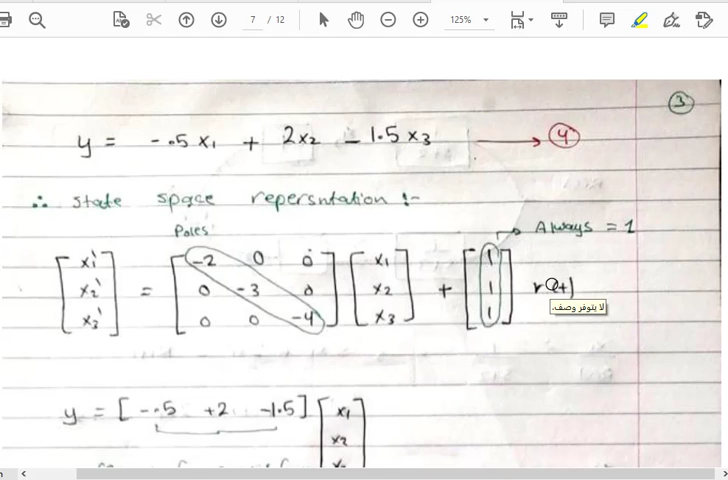 7 / 12 125%
3
y = -.5 x1 + 2x2 - 1.5 x3 → 4
∴ state space repersntation :-
Poles Always = 1
[x1' x2' x3'] = [-2 0 0; 0 -3 0; 0 0 -4] [x1 x2 x3] + [1 1 1] r(t)
لا يتوفر وصف.
y = [-.5 +2 -1.5] [x1 x2